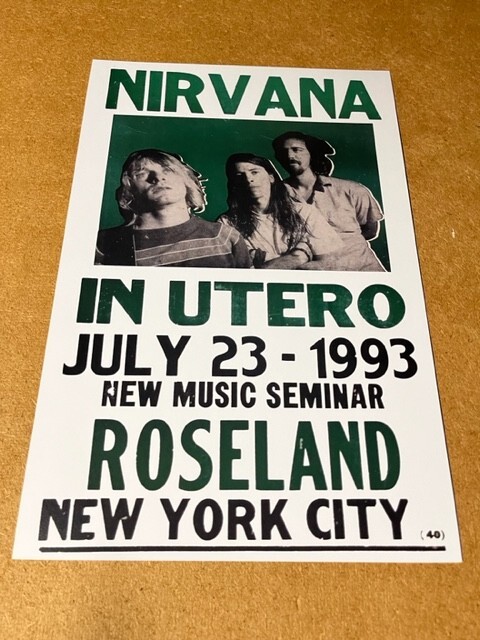 NIRVANA
IN UTERO
JULY 23 - 1993
NEW MUSIC SEMINAR
ROSELAND
NEW YORK CITY (40)